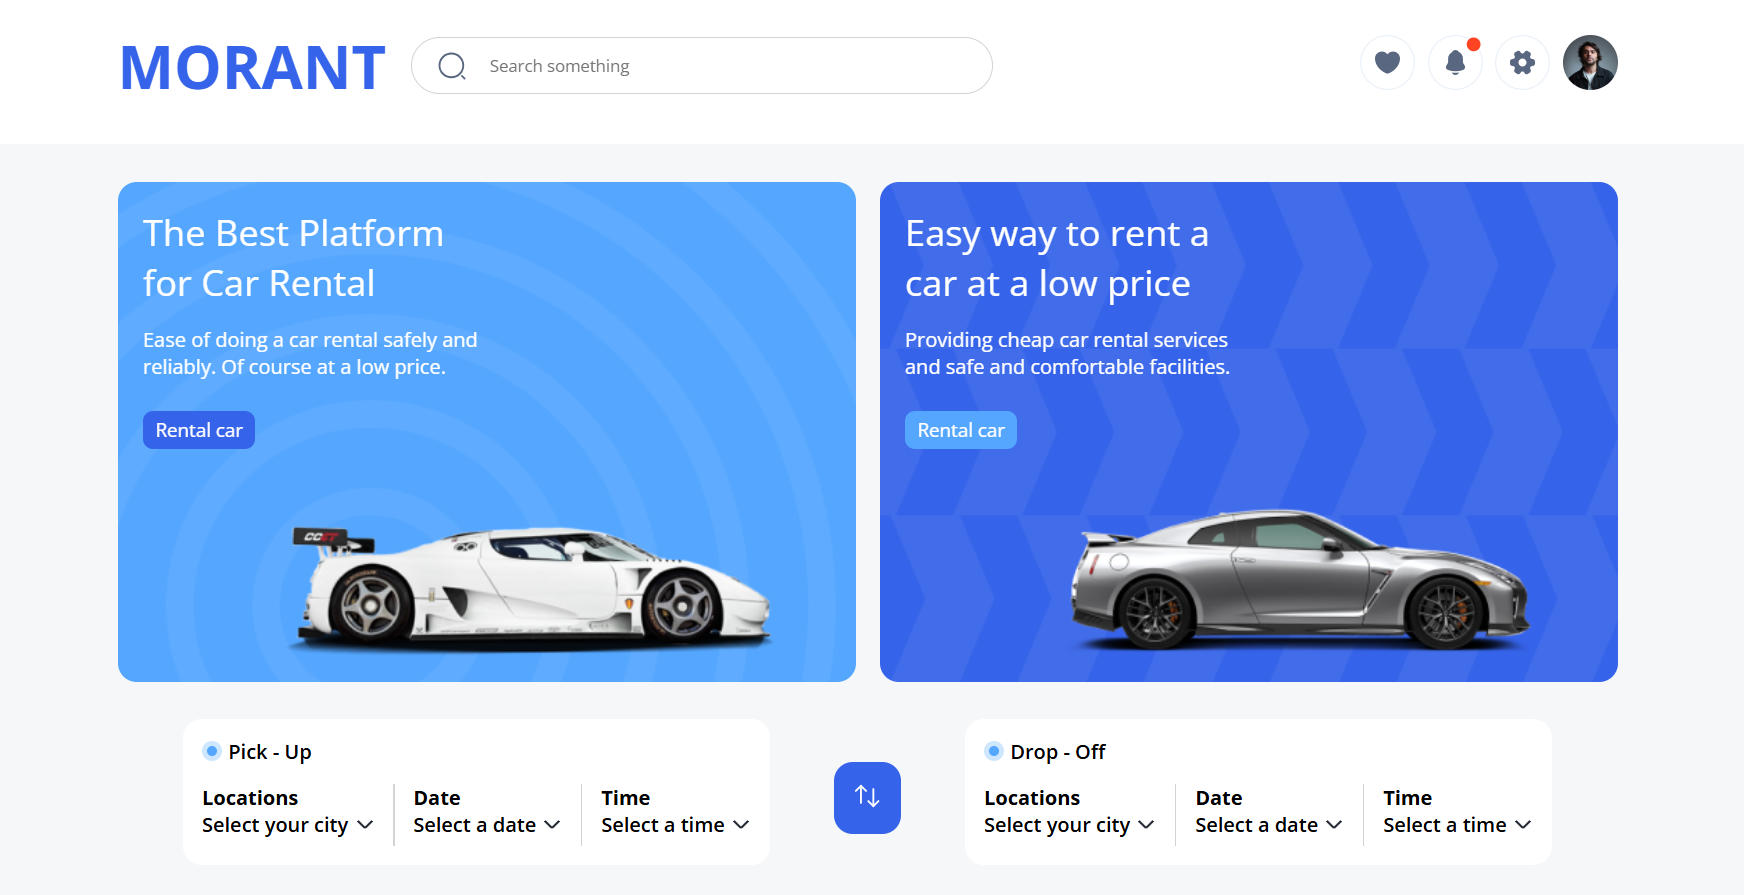 MORANT
Search something
The Best Platform
for Car Rental
Ease of doing a car rental safely and
reliably. Of course at a low price.
Rental car
CCGT
Easy way to rent a
car at a low price
Providing cheap car rental services
and safe and comfortable facilities.
Rental car
Pick - Up
Locations
Select your city
Date
Select a date
Time
Select a time
Drop - Off
Locations
Select your city
Date
Select a date
Time
Select a time